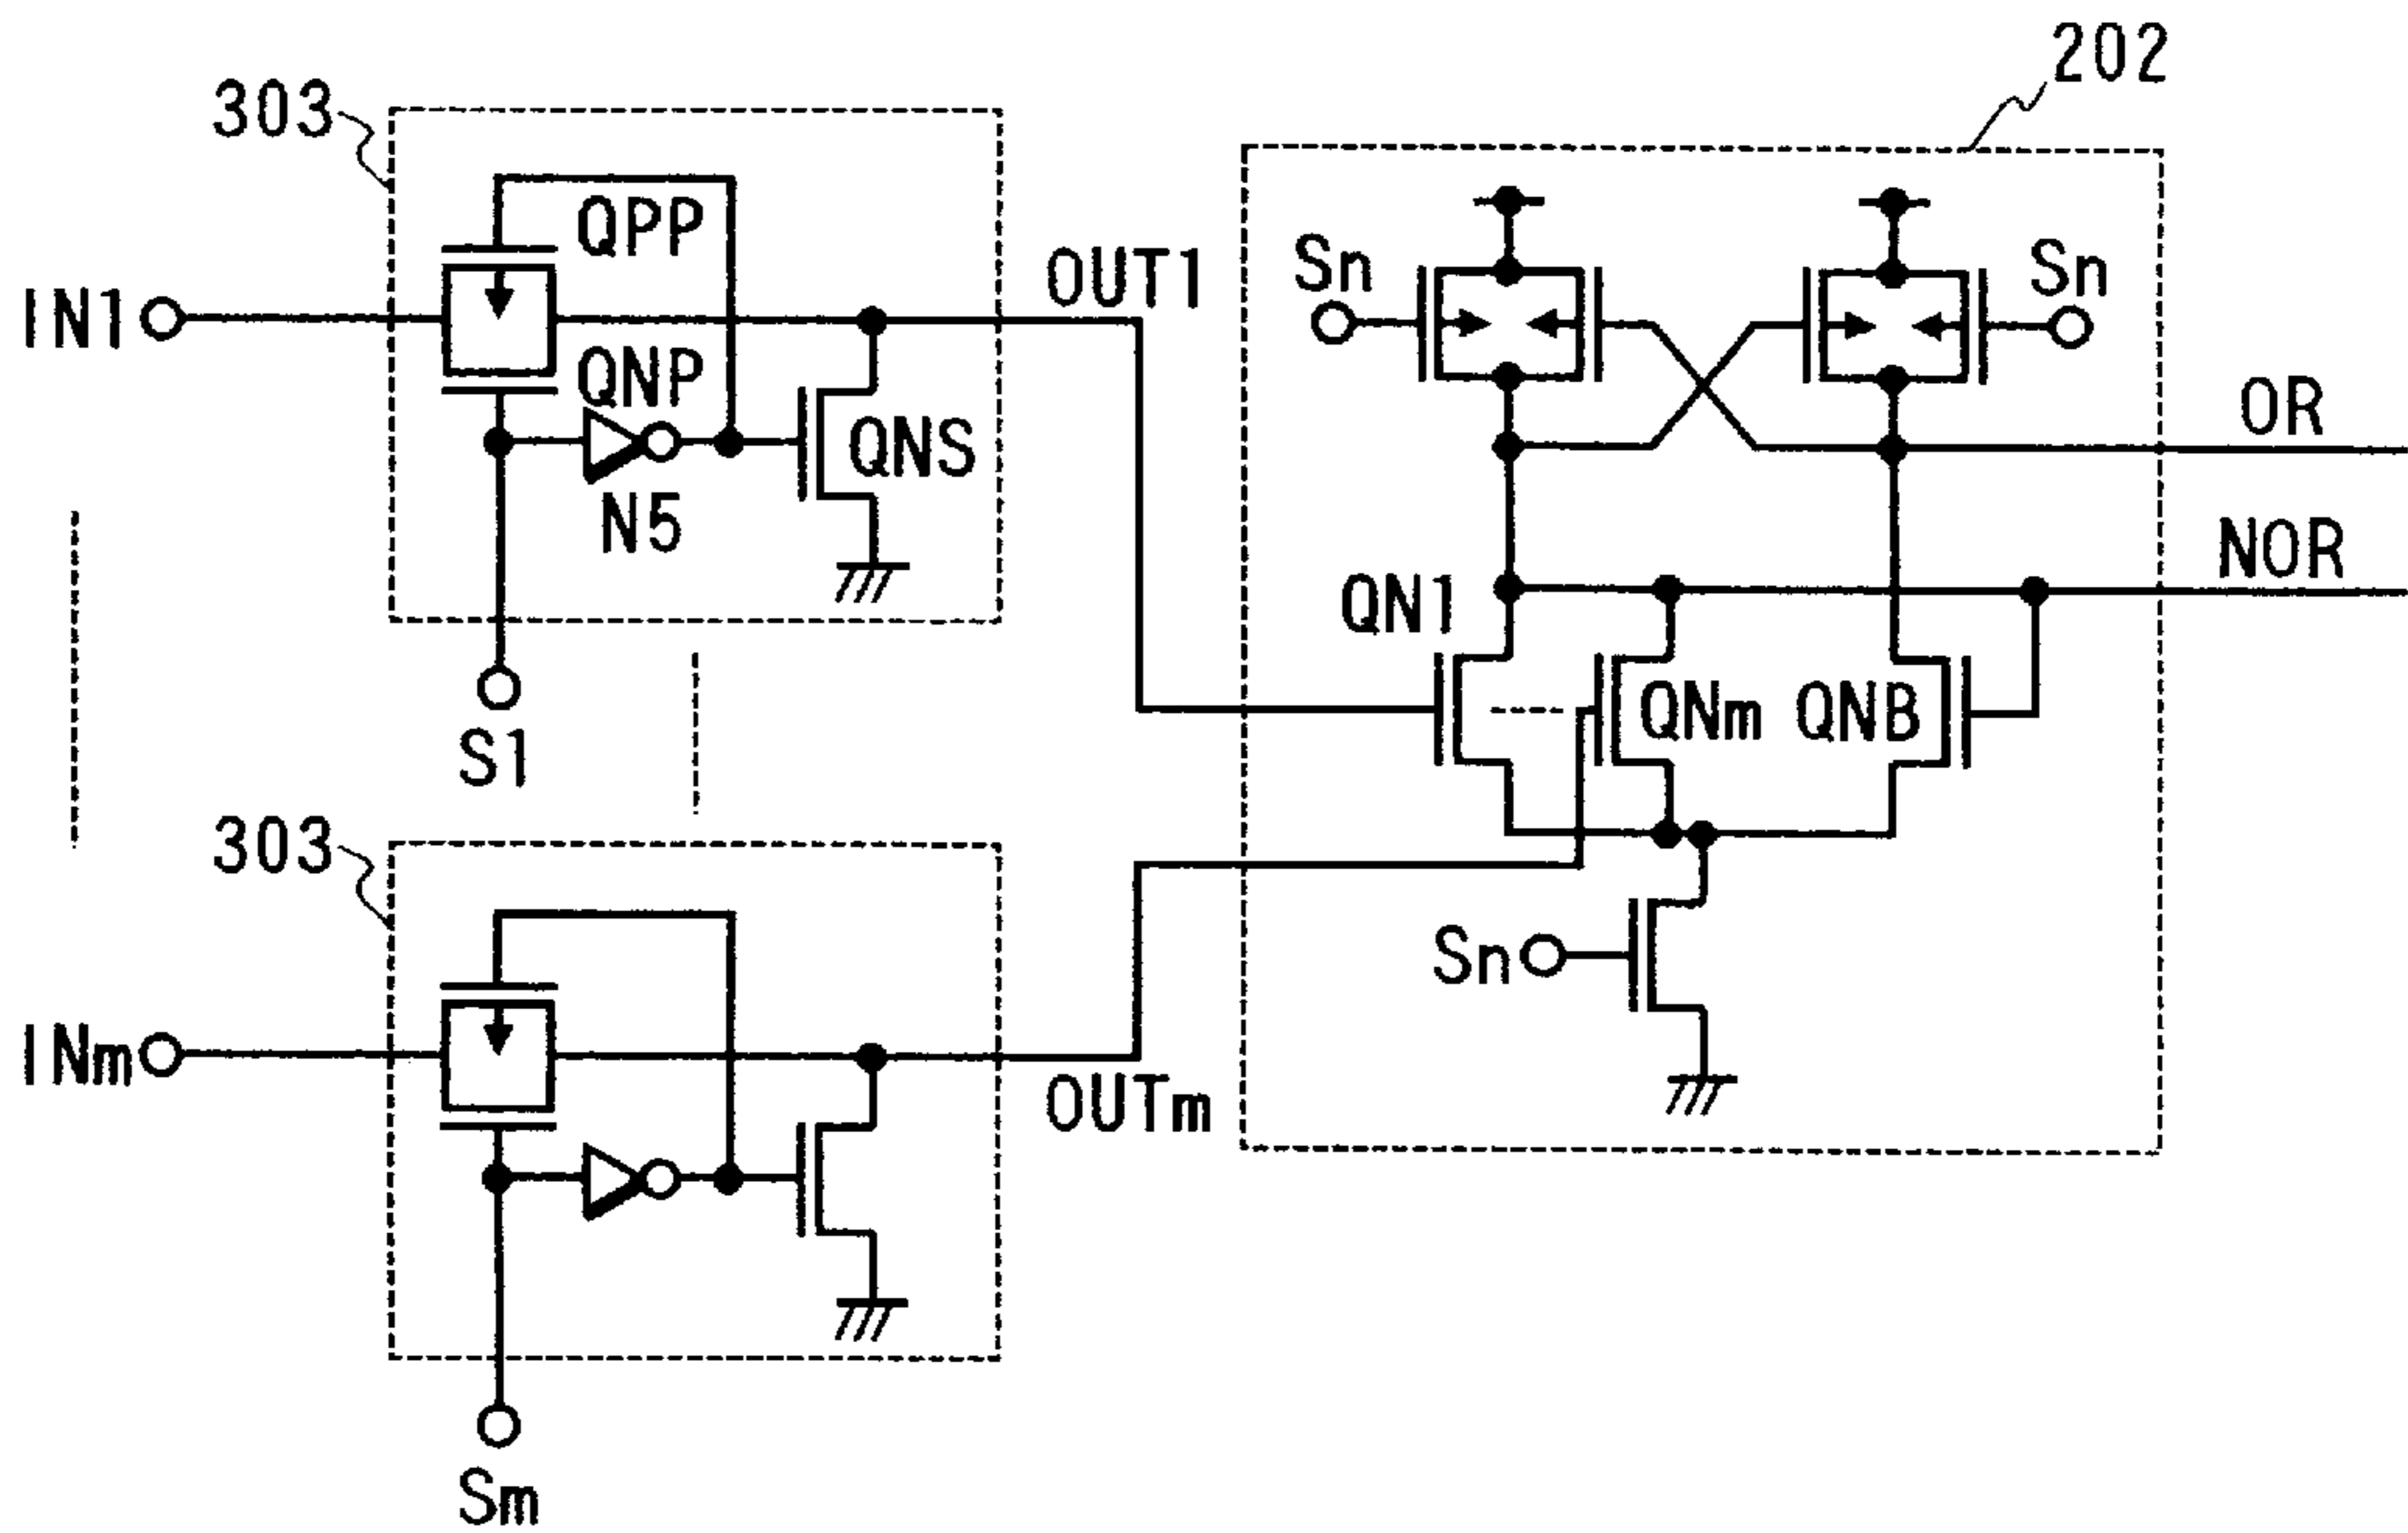 202
303
QPP
IN1
OUT1
Sn
Sn
QNP
QNS
OR
N5
NOR
QN1
S1
QNm
QNB
303
Sn
INm
OUTm
Sm